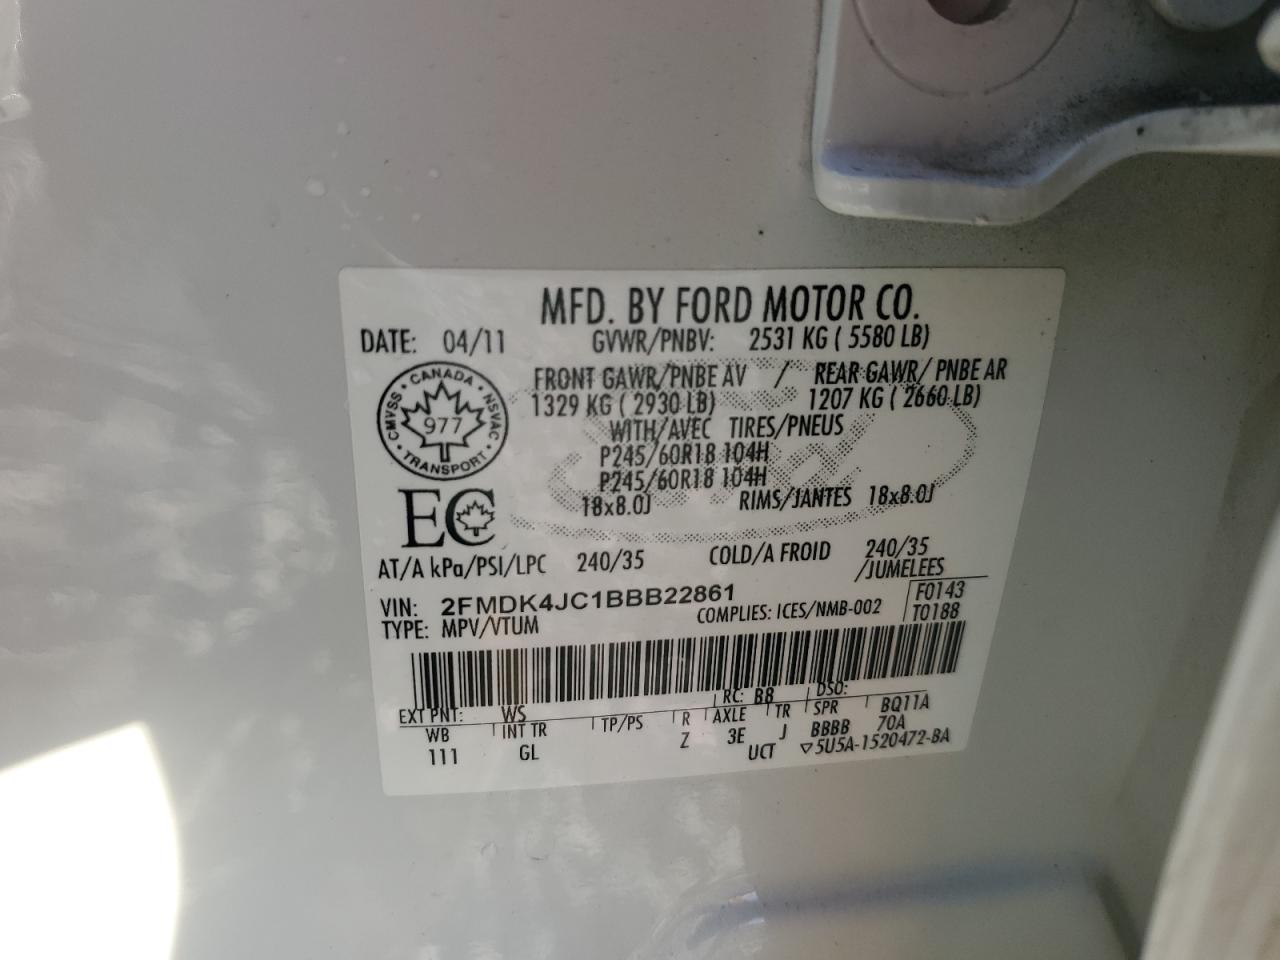 MFD. BY FORD MOTOR CO.
DATE: 04/11 GVWR/PNBV: 2531 KG ( 5580 LB)
FRONT GAWR/PNBE AV / REAR GAWR/ PNBE AR
1329 KG ( 2930 LB) 1207 KG ( 2660 LB)
CANADA
CMVSS NSVAC
977
TRANSPORT
WITH/AVEC TIRES/PNEUS
P245/60R18 104H
P245/60R18 104H
18x8.0J RIMS/JANTES 18x8.0J
EC
AT/A kPa/PSI/LPC 240/35 COLD/A FROID 240/35
/JUMELEES
VIN: 2FMDK4JC1BBB22861 F0143
TYPE: MPV/VTUM COMPLIES: ICES/NMB-002 T0188
RC: B8 DSO:
EXT PNT: WS
WB INT TR TP/PS R AXLE TR SPR BQ11A
111 GL Z 3E J BBBB 70A
UCT ▽5U5A-1520472-BA